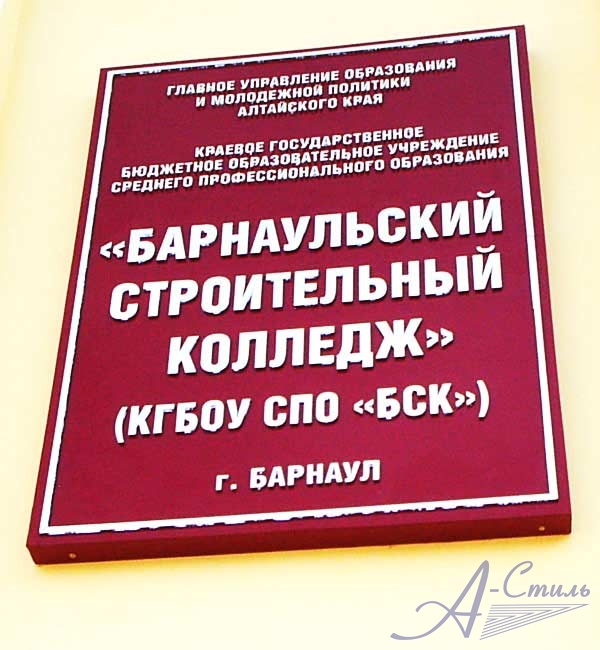 ГЛАВНОЕ УПРАВЛЕНИЕ ОБРАЗОВАНИЯ
И МОЛОДЕЖНОЙ ПОЛИТИКИ
АЛТАЙСКОГО КРАЯ
КРАЕВОЕ ГОСУДАРСТВЕННОЕ
БЮДЖЕТНОЕ ОБРАЗОВАТЕЛЬНОЕ УЧРЕЖДЕНИЕ
СРЕДНЕГО ПРОФЕССИОНАЛЬНОГО ОБРАЗОВАНИЯ
«БАРНАУЛЬСКИЙ
СТРОИТЕЛЬНЫЙ
КОЛЛЕДЖ»
(КГБОУ СПО «БСК»)
г. БАРНАУЛ
А-Стиль